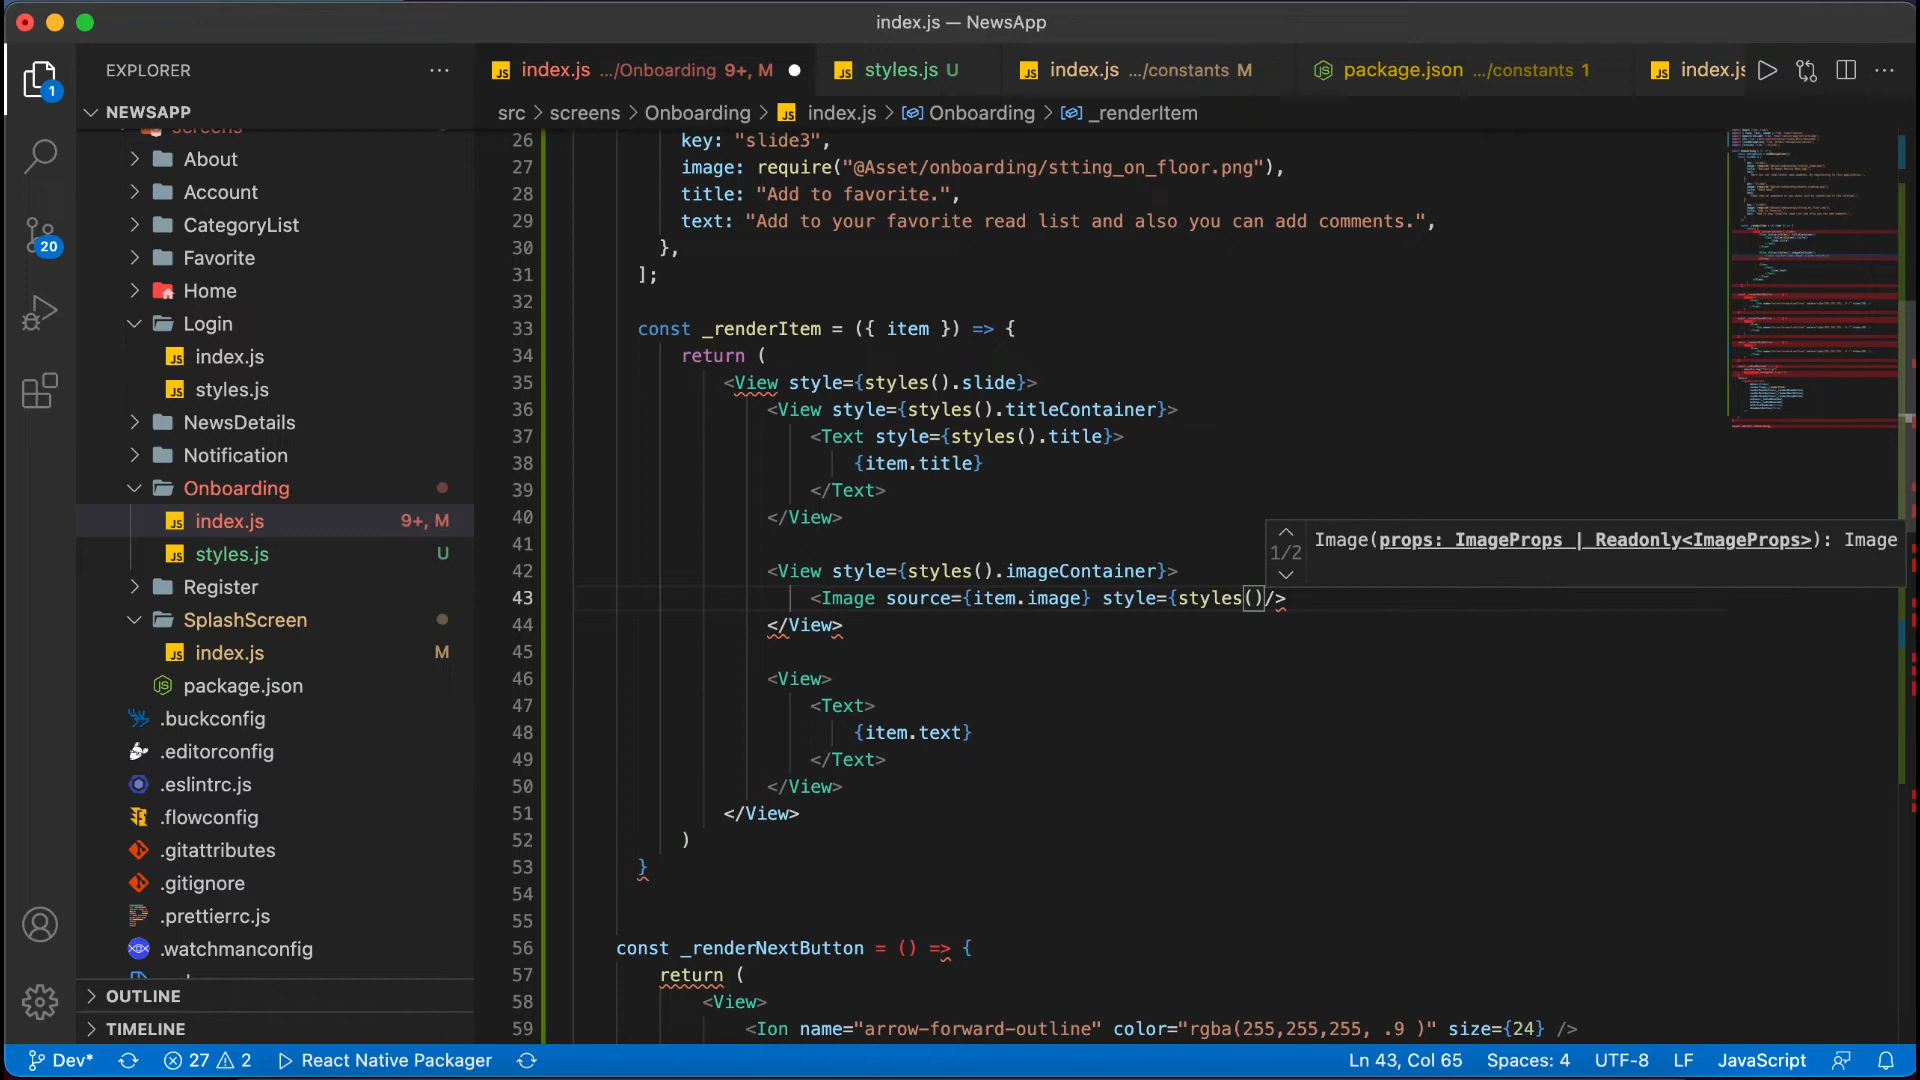 index.js — NewsApp
EXPLORER
index.js .../Onboarding 9+, M
styles.js U
index.js .../constants M
package.json .../constants 1
index.js
NEWSAPP
src > screens > Onboarding > index.js > Onboarding > _renderItem
screens
About
Account
CategoryList
Favorite
Home
Login
index.js
styles.js
NewsDetails
Notification
Onboarding
index.js 9+, M
styles.js U
Register
SplashScreen
index.js M
package.json
.buckconfig
.editorconfig
.eslintrc.js
.flowconfig
.gitattributes
.gitignore
.prettierrc.js
.watchmanconfig
OUTLINE
TIMELINE
1
20
26 key: "slide3",
27 image: require("@Asset/onboarding/stting_on_floor.png"),
28 title: "Add to favorite.",
29 text: "Add to your favorite read list and also you can add comments.",
30 },
31 ];
32
33 const _renderItem = ({ item }) => {
34 return (
35 <View style={styles().slide}>
36 <View style={styles().titleContainer}>
37 <Text style={styles().title}>
38 {item.title}
39 </Text>
40 </View>
41
42 <View style={styles().imageContainer}>
43 <Image source={item.image} style={styles()/>
44 </View>
45
46 <View>
47 <Text>
48 {item.text}
49 </Text>
50 </View>
51 </View>
52 )
53 }
54
55
56 const _renderNextButton = () => {
57 return (
58 <View>
59 <Ion name="arrow-forward-outline" color="rgba(255,255,255, .9 )" size={24} />
1/2 Image(props: ImageProps | Readonly<ImageProps>): Image
Dev* 27 2 React Native Packager
Ln 43, Col 65 Spaces: 4 UTF-8 LF JavaScript